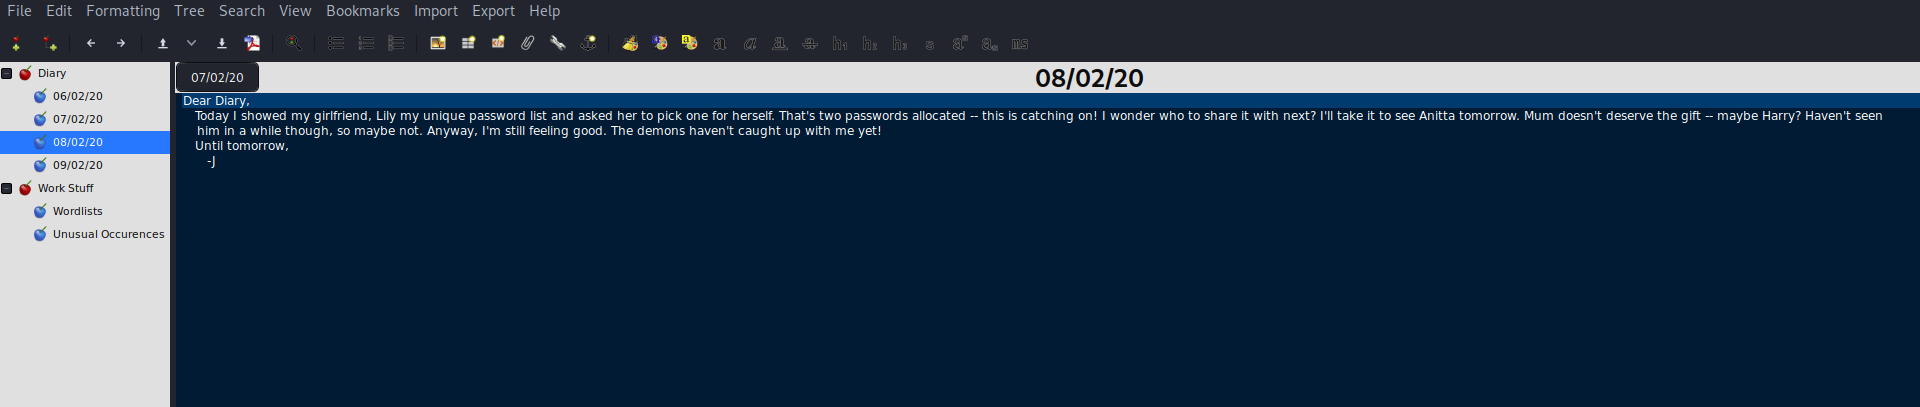 File Edit Formatting Tree Search View Bookmarks Import Export Help
h1 h2 h3 s a a ms
Diary
06/02/20
07/02/20
08/02/20
09/02/20
Work Stuff
Wordlists
Unusual Occurences
07/02/20
08/02/20
Dear Diary,
Today I showed my girlfriend, Lily my unique password list and asked her to pick one for herself. That's two passwords allocated -- this is catching on! I wonder who to share it with next? I'll take it to see Anitta tomorrow. Mum doesn't deserve the gift -- maybe Harry? Haven't seen
him in a while though, so maybe not. Anyway, I'm still feeling good. The demons haven't caught up with me yet!
Until tomorrow,
-J